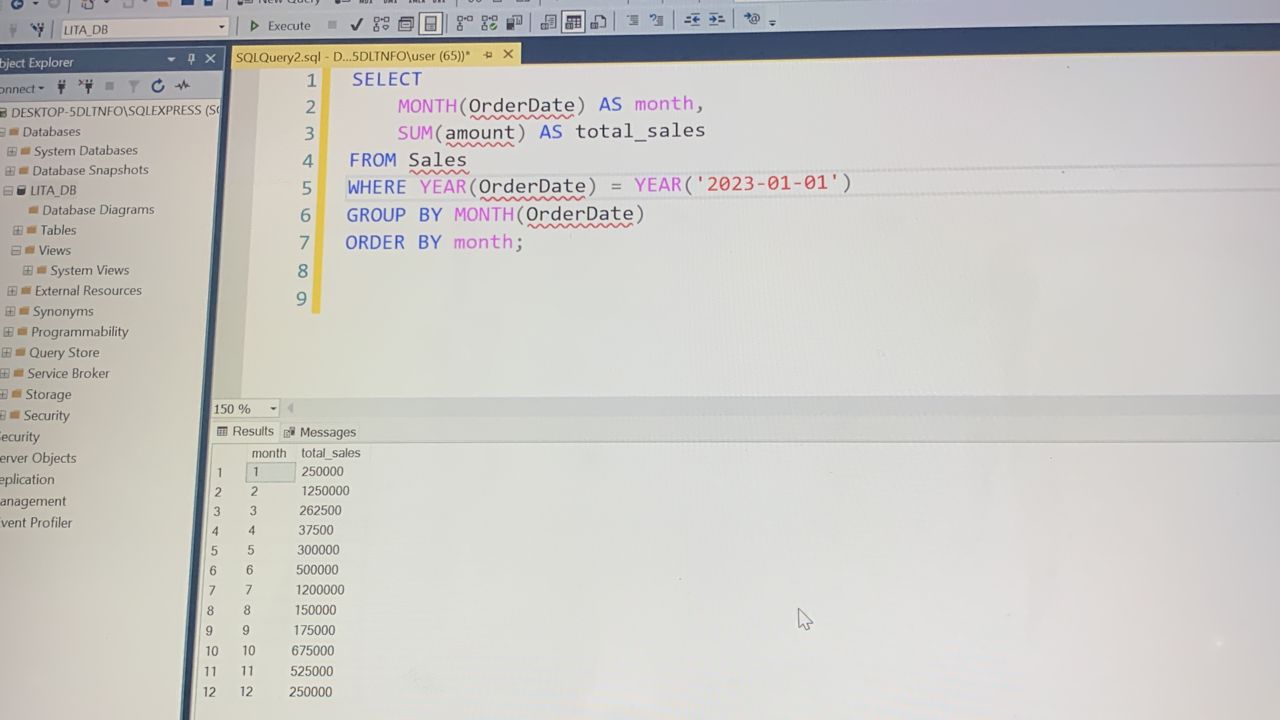 LITA_DB
Execute
Object Explorer
SQLQuery2.sql - D...5DLTNFO\user (65))*
Connect
DESKTOP-5DLTNFO\SQLEXPRESS
Databases
System Databases
Database Snapshots
LITA_DB
Database Diagrams
Tables
Views
System Views
External Resources
Synonyms
Programmability
Query Store
Service Broker
Storage
Security
ecurity
erver Objects
eplication
anagement
vent Profiler
1 SELECT
2 MONTH(OrderDate) AS month,
3 SUM(amount) AS total_sales
4 FROM Sales
5 WHERE YEAR(OrderDate) = YEAR('2023-01-01')
6 GROUP BY MONTH(OrderDate)
7 ORDER BY month;
8
9
150 %
Results Messages
month total_sales
1 1 250000
2 2 1250000
3 3 262500
4 4 37500
5 5 300000
6 6 500000
7 7 1200000
8 8 150000
9 9 175000
10 10 675000
11 11 525000
12 12 250000